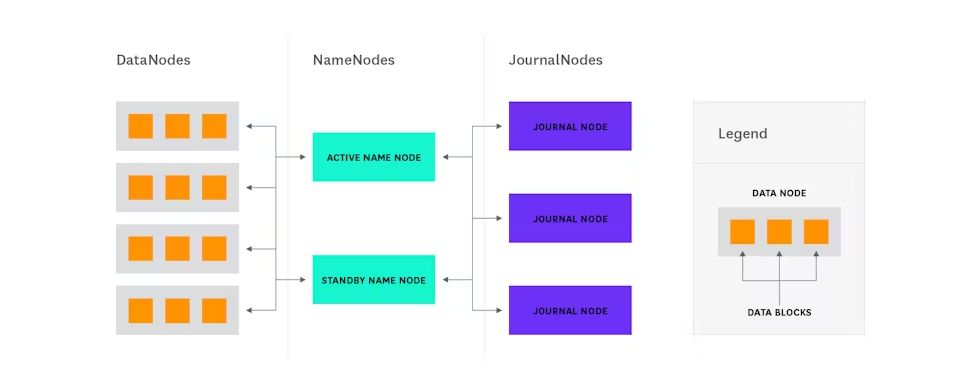 DataNodes
NameNodes
JournalNodes
JOURNAL NODE
ACTIVE NAME NODE
JOURNAL NODE
STANDBY NAME NODE
JOURNAL NODE
Legend
DATA NODE
DATA BLOCKS